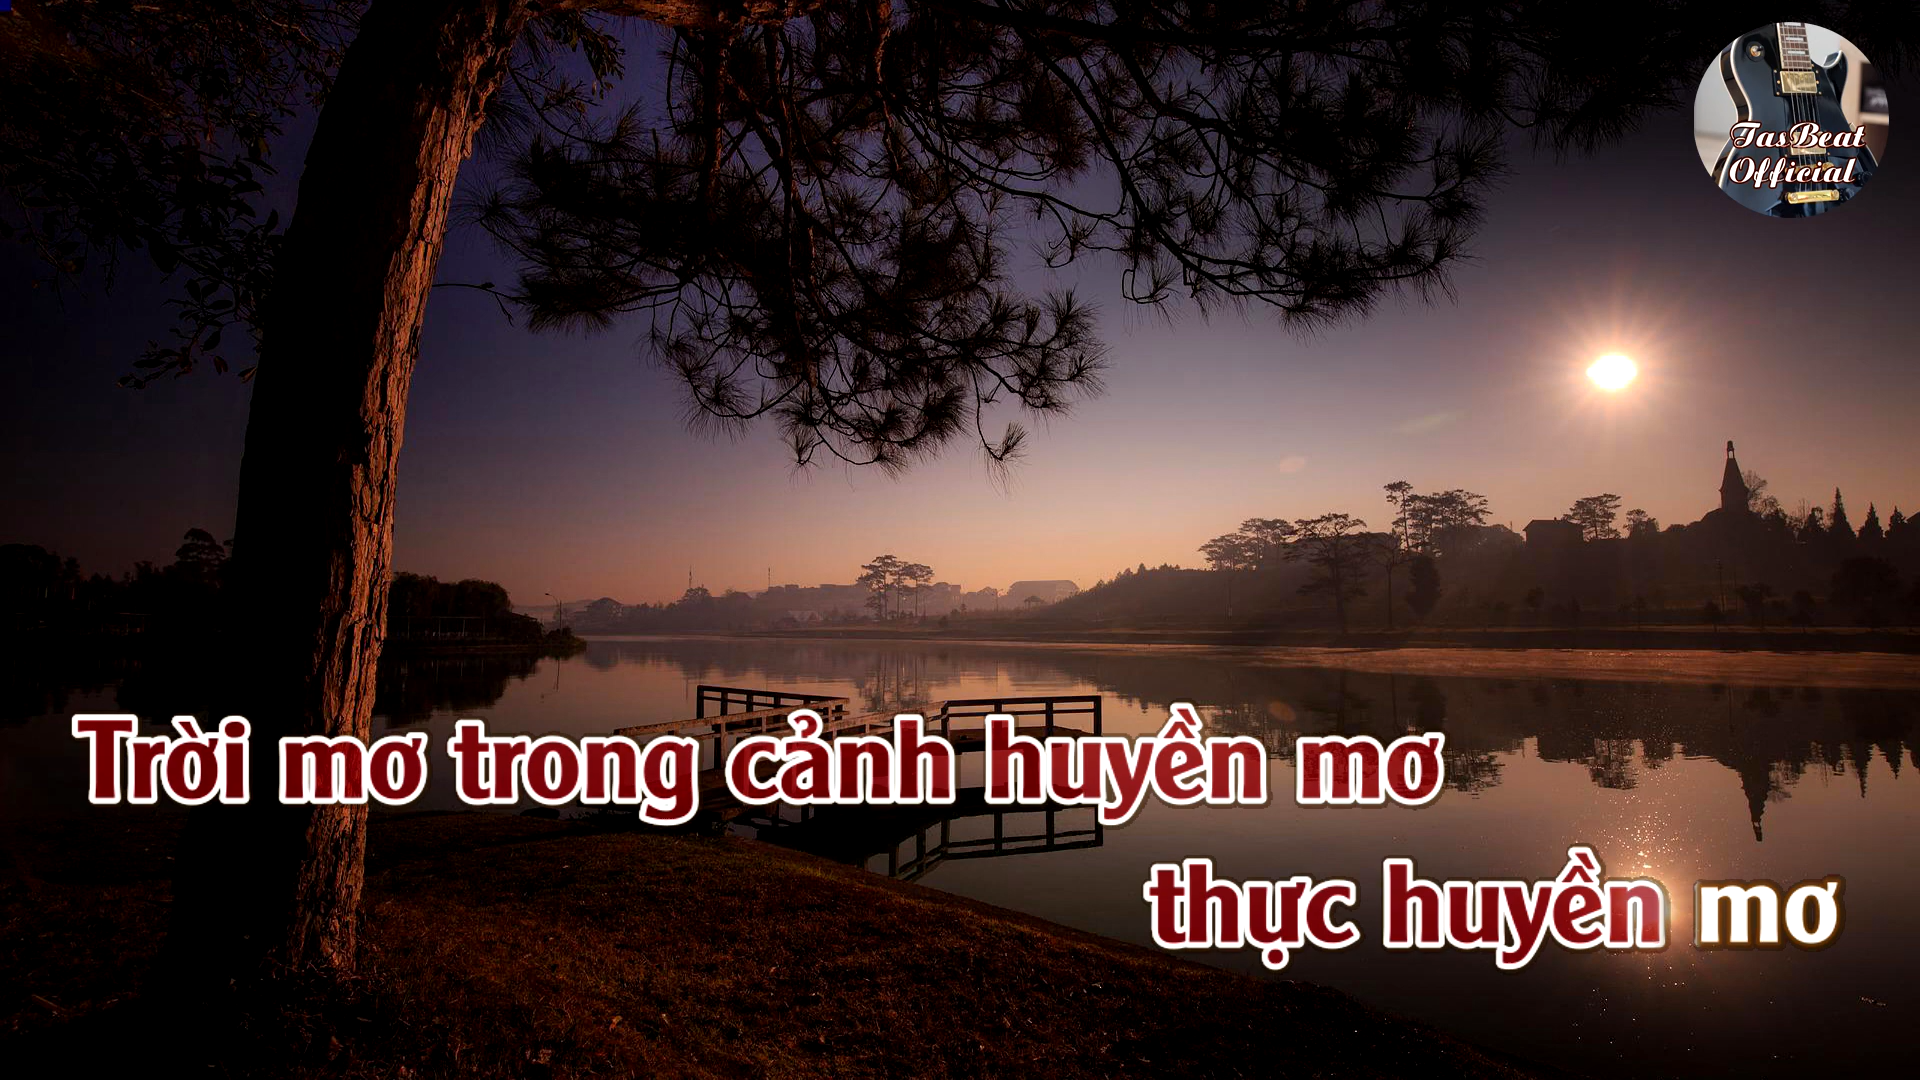 TasBeat
Official
Trời mơ trong cảnh huyền mơ
thực huyền mơ